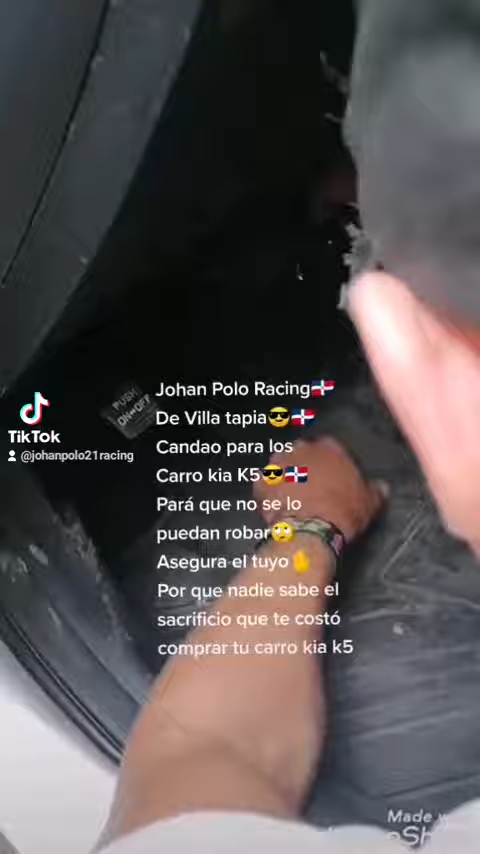 PUSH
ON➡OFF
Johan Polo Racing🇩🇴
De Villa tapia😎🇩🇴
Candao para los
Carro kia K5😎🇩🇴
Pará que no se lo
puedan robar🙄
Asegura el tuyo✋
Por que nadie sabe el
sacrificio que te costó
comprar tu carro kia k5
TikTok
@johanpolo21racing
Made